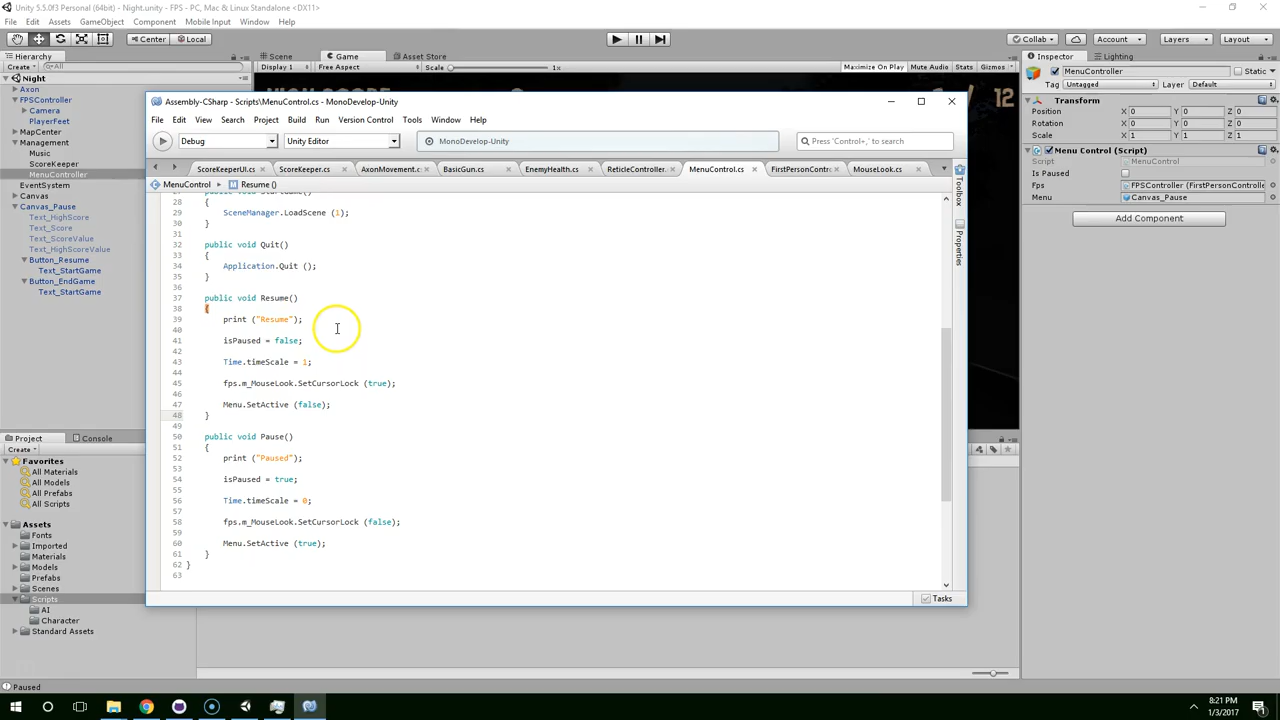 Unity 5.5.0f3 Personal (64bit) - Night.unity - FPS - PC, Mac & Linux Standalone <DX11>
File Edit Assets GameObject Component Mobile Input Window Help
Center Local Collab Account Layers Layout
Hierarchy Scene Game Asset Store Inspector Lighting
Create All Display 1 Free Aspect Scale 1x Maximize On Play Mute Audio Stats Gizmos MenuController Static
Night
Tag Untagged Layer Default
Axon
FPSController
Camera
PlayerFeet
MapCenter
Management
Music
ScoreKeeper
MenuController
EventSystem
Canvas
Canvas_Pause
Text_HighScore
Text_Score
Text_ScoreValue
Text_HighScoreValue
Button_Resume
Text_StartGame
Button_EndGame
Text_StartGame
/ 12
Assembly-CSharp - Scripts\MenuControl.cs - MonoDevelop-Unity
File Edit View Search Project Build Run Version Control Tools Window Help
Debug Unity Editor MonoDevelop-Unity Press 'Control+,' to search
ScoreKeeperUI.cs ScoreKeeper.cs AxonMovement.c BasicGun.cs EnemyHealth.cs ReticleController. MenuControl.cs FirstPersonContro MouseLook.cs
MenuControl Resume ()
28 {
29 SceneManager.LoadScene (1);
30 }
31
32 public void Quit()
33 {
34 Application.Quit ();
35 }
36
37 public void Resume()
38 {
39 print ("Resume");
40
41 isPaused = false;
42
43 Time.timeScale = 1;
44
45 fps.m_MouseLook.SetCursorLock (true);
46
47 Menu.SetActive (false);
48 }
49
50 public void Pause()
51 {
52 print ("Paused");
53
54 isPaused = true;
55
56 Time.timeScale = 0;
57
58 fps.m_MouseLook.SetCursorLock (false);
59
60 Menu.SetActive (true);
61 }
62 }
63
Toolbox
Properties
Tasks
Transform
Position X 0 Y 0 Z 0
Rotation X 0 Y 0 Z 0
Scale X 1 Y 1 Z 1
Menu Control (Script)
Script MenuControl
Is Paused
Fps FPSController (FirstPersonControlle
Menu Canvas_Pause
Add Component
Project Console
Create
Favorites
All Materials
All Models
All Prefabs
All Scripts
Assets
Fonts
Imported
Materials
Models
Prefabs
Scenes
Scripts
AI
Character
Standard Assets
Paused
8:21 PM
1/3/2017